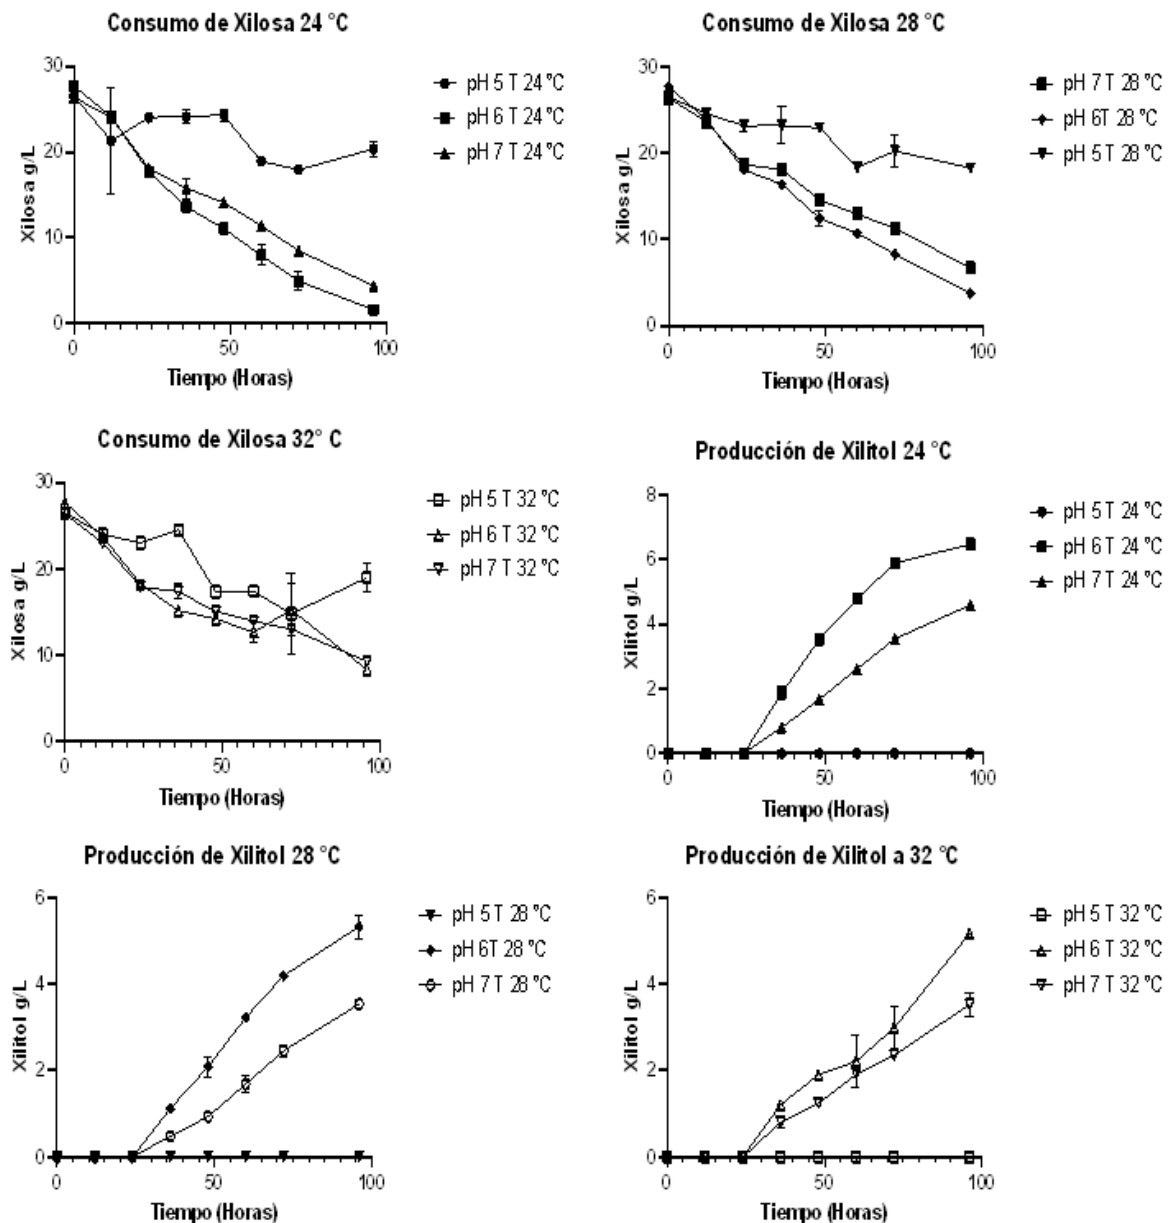 Consumo de Xilosa 24 °C
30
20
10
0
0
50
100
Xilosa g/L
Tiempo (Horas)
pH 5 T 24 °C
pH 6 T 24 °C
pH 7 T 24 °C
Consumo de Xilosa 28 °C
30
20
10
0
0
50
100
Xilosa g/L
Tiempo (Horas)
pH 7 T 28 °C
pH 6T 28 °C
pH 5 T 28 °C
Consumo de Xilosa 32° C
30
20
10
0
0
50
100
Xilosa g/L
Tiempo (Horas)
pH 5 T 32 °C
pH 6 T 32 °C
pH 7 T 32 °C
Producción de Xilitol 24 °C
8
6
4
2
0
0
50
100
Xilitol g/L
Tiempo (Horas)
pH 5 T 24 °C
pH 6 T 24 °C
pH 7 T 24 °C
Producción de Xilitol 28 °C
6
4
2
0
0
50
100
Xilitol g/L
Tiempo (Horas)
pH 5 T 28 °C
pH 6T 28 °C
pH 7 T 28 °C
Producción de Xilitol a 32 °C
6
4
2
0
0
50
100
Xilitol g/L
Tiempo (Horas)
pH 5 T 32 °C
pH 6 T 32 °C
pH 7 T 32 °C